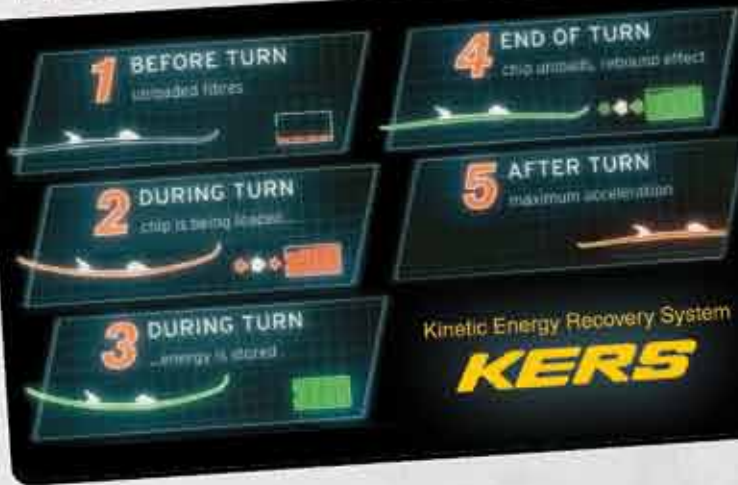 1 BEFORE TURN
unloaded fibres
2 DURING TURN
chip is being loaded...
3 DURING TURN
...energy is stored
4 END OF TURN
chip unloads, rebound effect
5 AFTER TURN
maximum acceleration
Kinetic Energy Recovery System
KERS